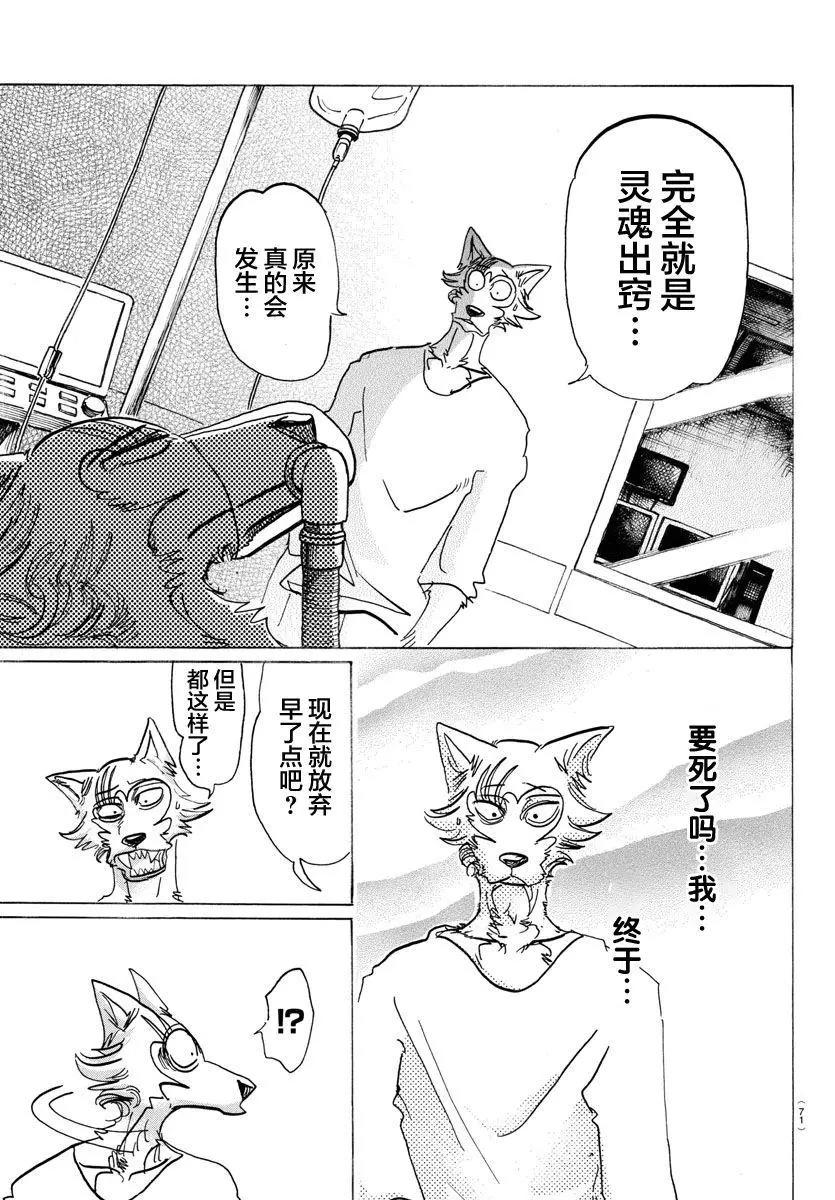 完全就是
灵魂出窍…
原来
真的会
发生…
要死了吗…我…
终于…
现在就放弃
早了点吧？
但是
都这样了…
!?
(71)